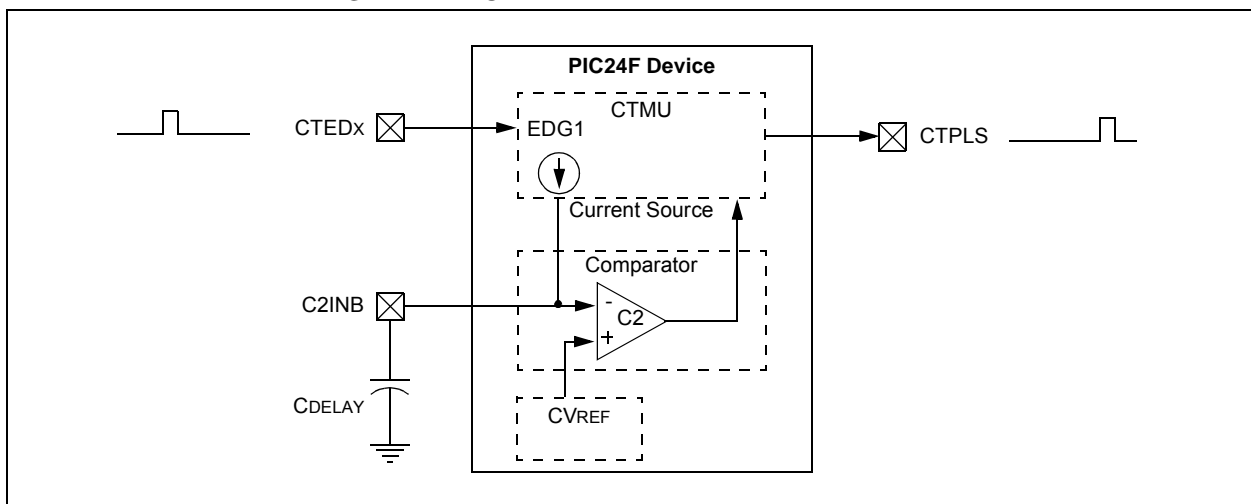 PIC24F Device
CTMU
CTEDX
EDG1
CTPLS
Current Source
Comparator
C2INB
-
C2
+
CDELAY
CVREF